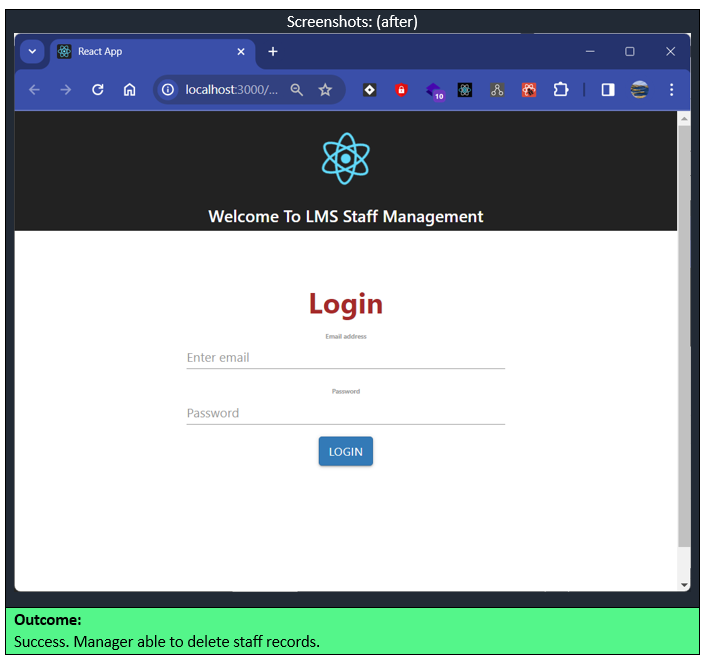 Screenshots: (after)
React App
localhost:3000/...
10
Welcome To LMS Staff Management
Login
Email address
Enter email
Password
Password
LOGIN
Outcome:
Success. Manager able to delete staff records.